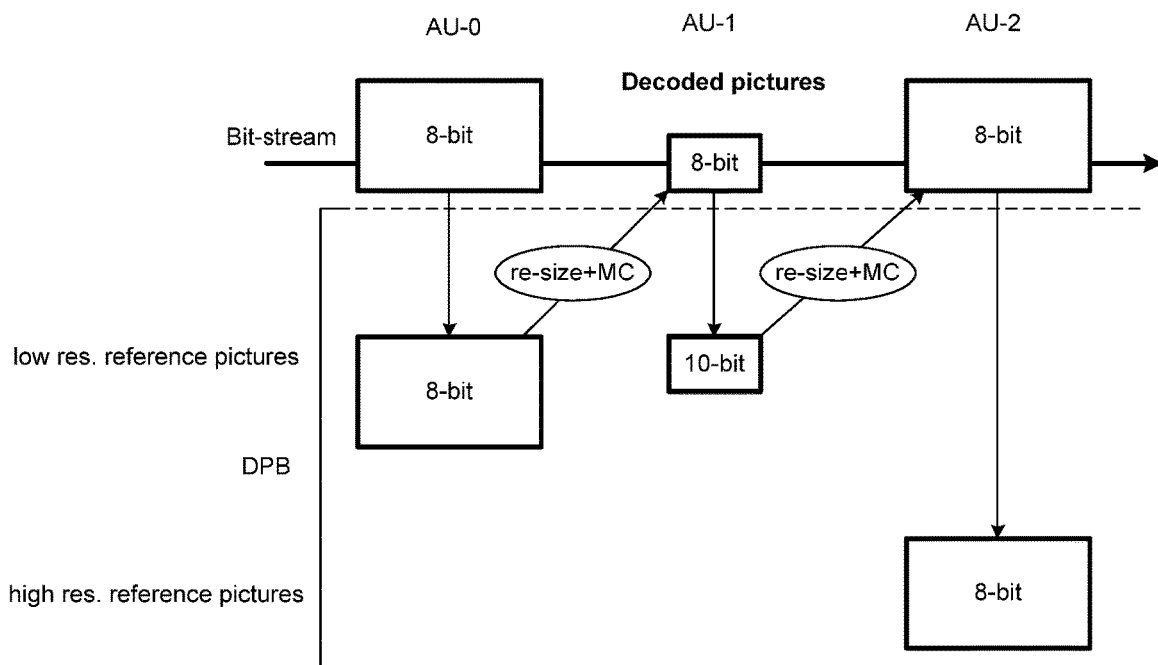 AU-0
AU-1
AU-2
Decoded pictures
Bit-stream
8-bit
8-bit
8-bit
re-size+MC
re-size+MC
low res. reference pictures
8-bit
10-bit
DPB
high res. reference pictures
8-bit